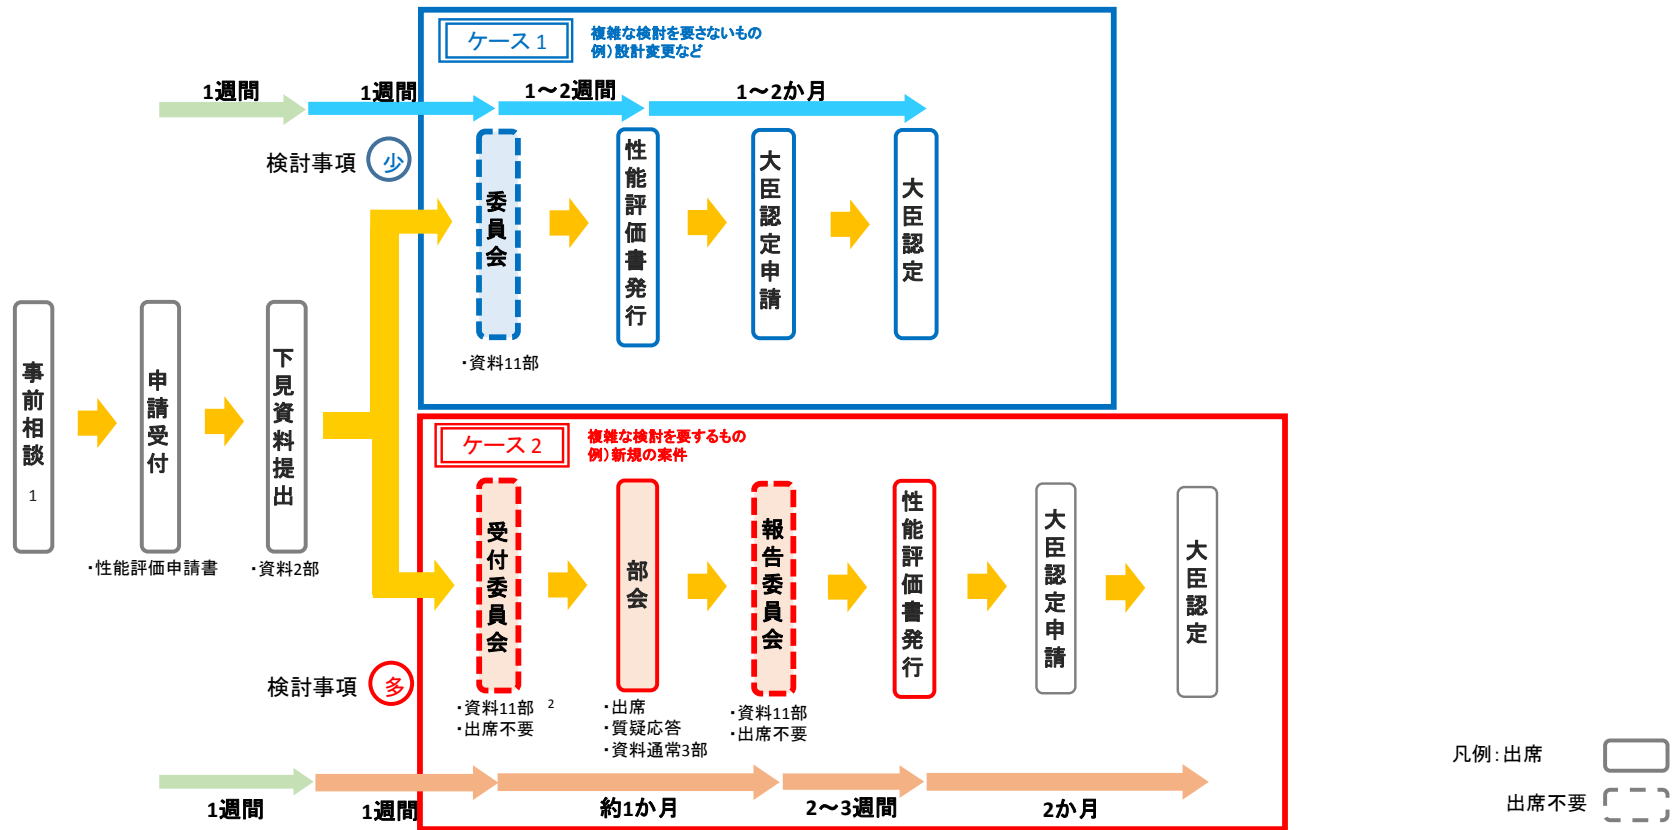 ケース 1
複雑な検討を要さないもの
例)設計変更など
1週間
1週間
1～2週間
1～2か月
検討事項 少
委員会
性能評価書発行
大臣認定申請
大臣認定
・資料11部
事前相談
1
申請受付
下見資料提出
・性能評価申請書
・資料2部
ケース 2
複雑な検討を要するもの
例)新規の案件
受付委員会
部会
報告委員会
性能評価書発行
大臣認定申請
大臣認定
検討事項 多
・資料11部 2
・出席不要
・出席
・質疑応答
・資料通常3部
・資料11部
・出席不要
1週間
1週間
約1か月
2～3週間
2か月
凡例：出席
出席不要